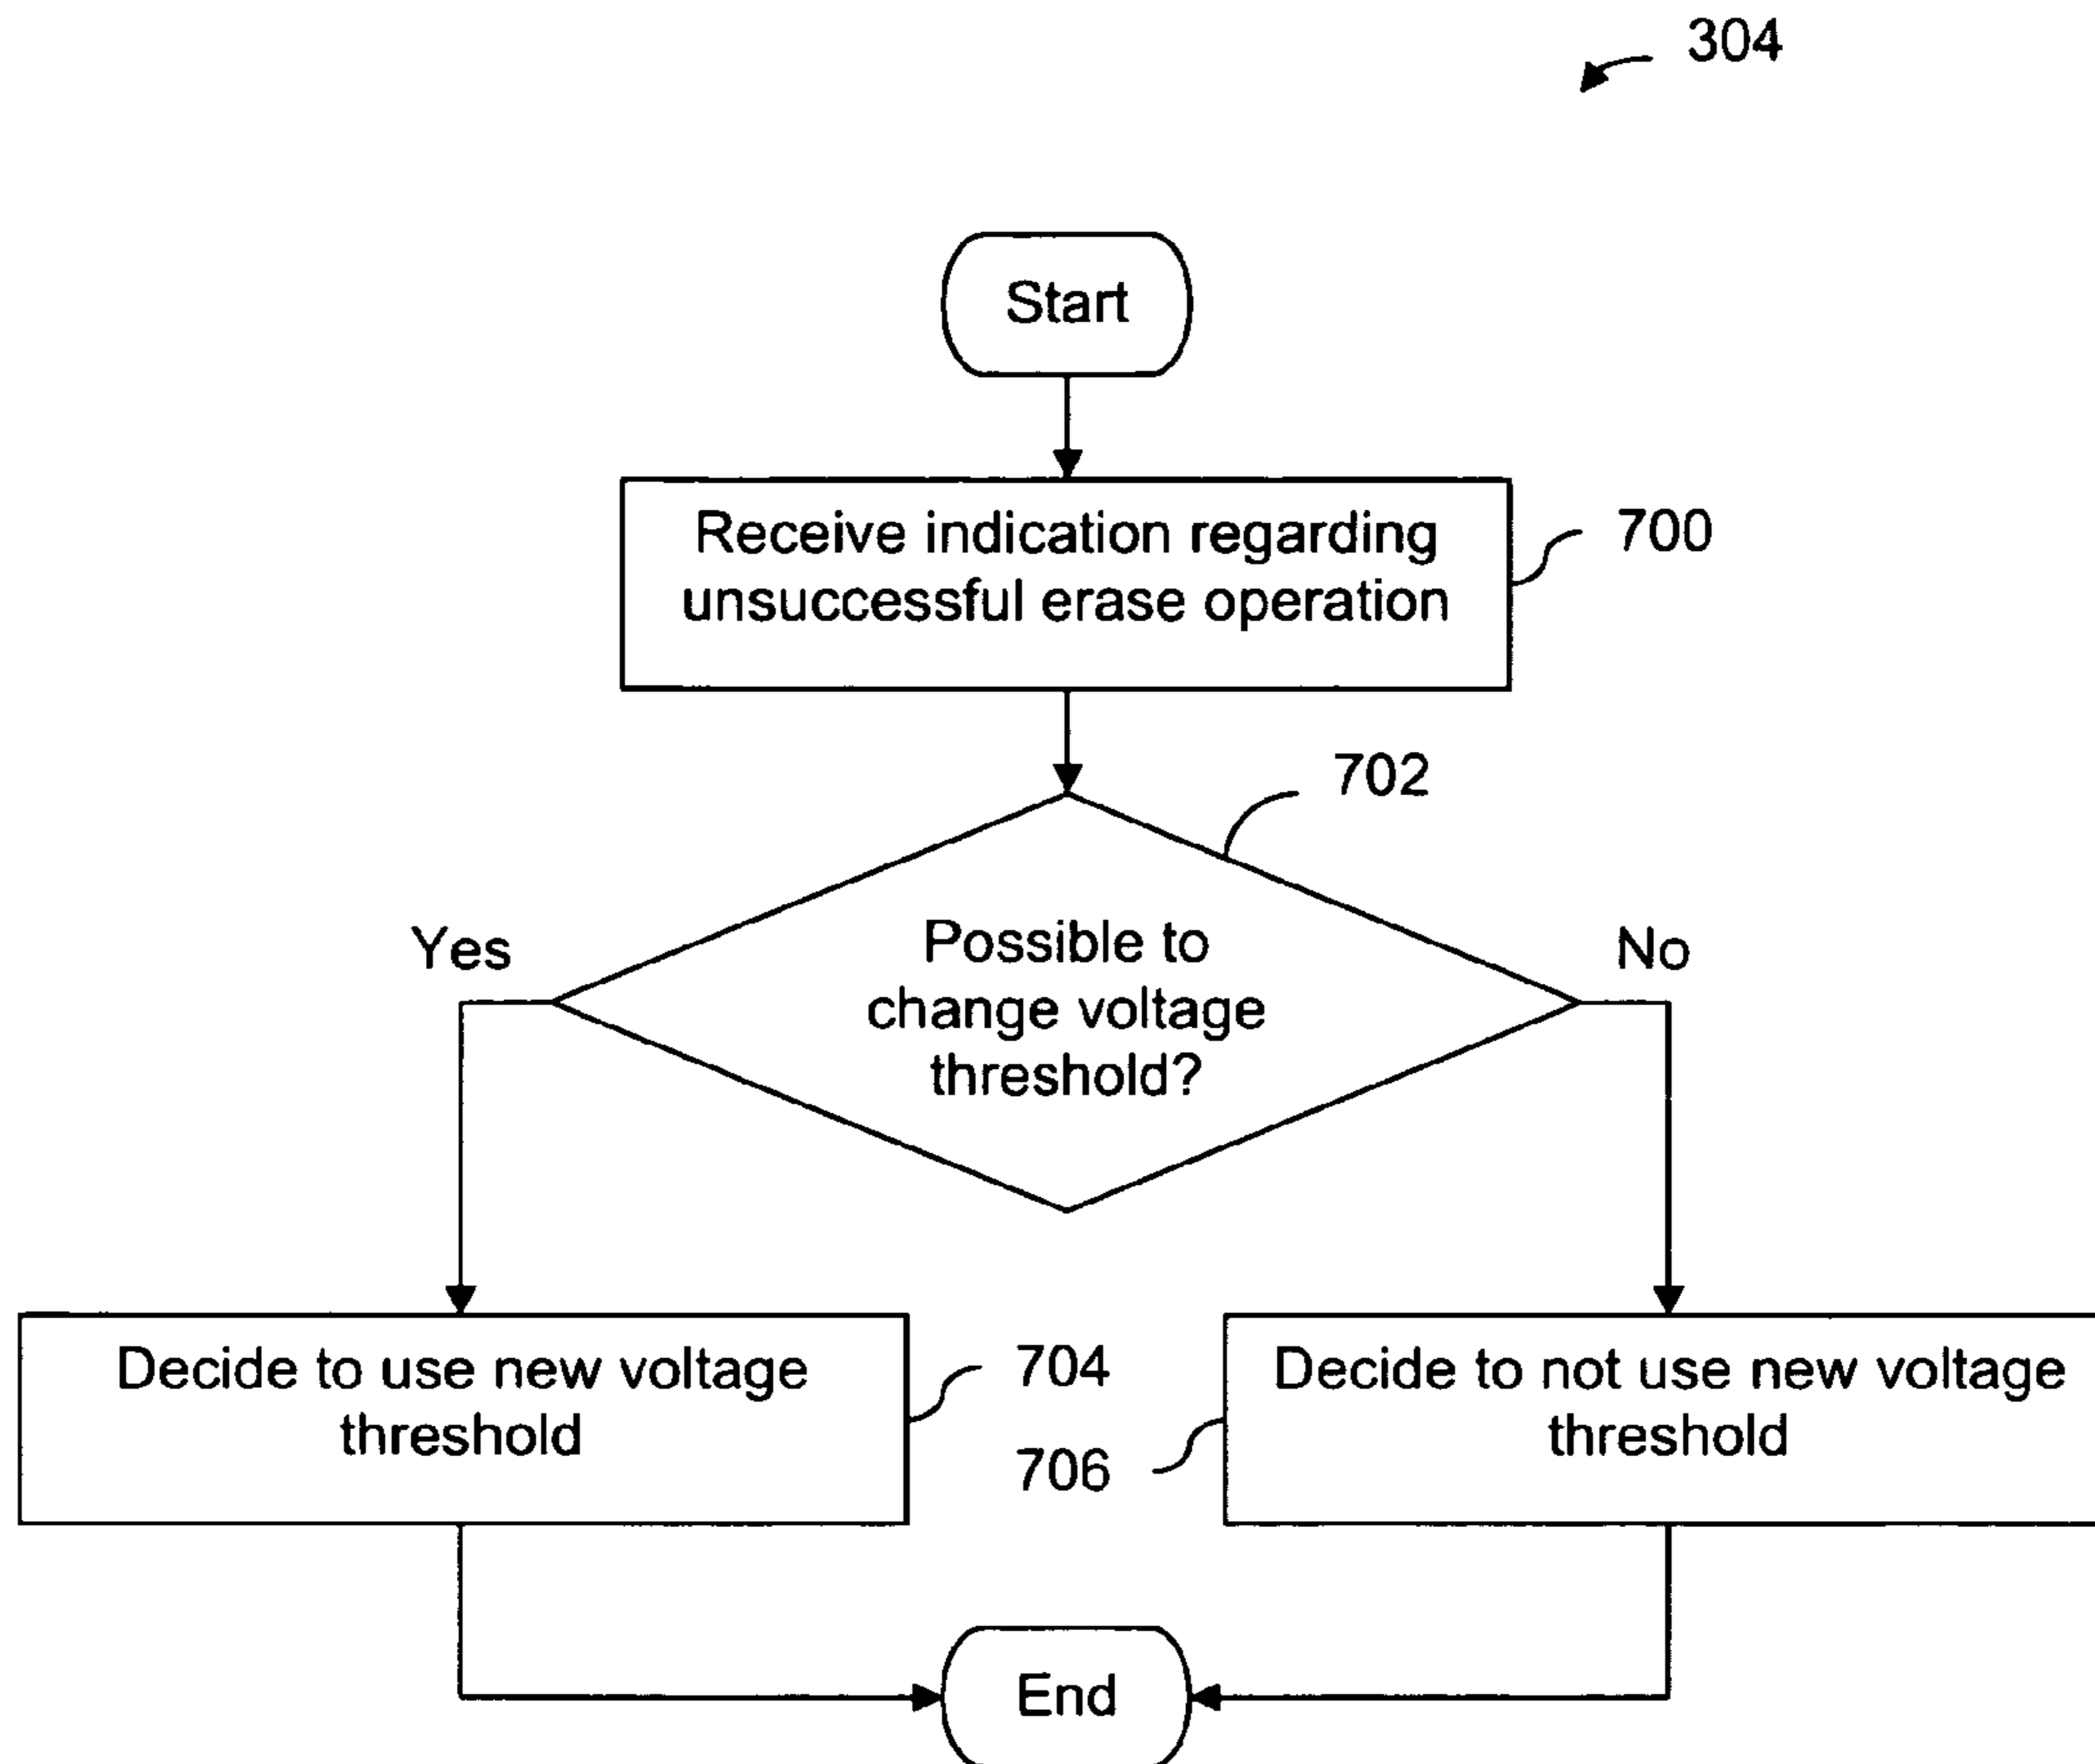 304
Start
Receive indication regarding
unsuccessful erase operation
700
702
Yes
Possible to
change voltage
threshold?
No
Decide to use new voltage
threshold
704
706
Decide to not use new voltage
threshold
End